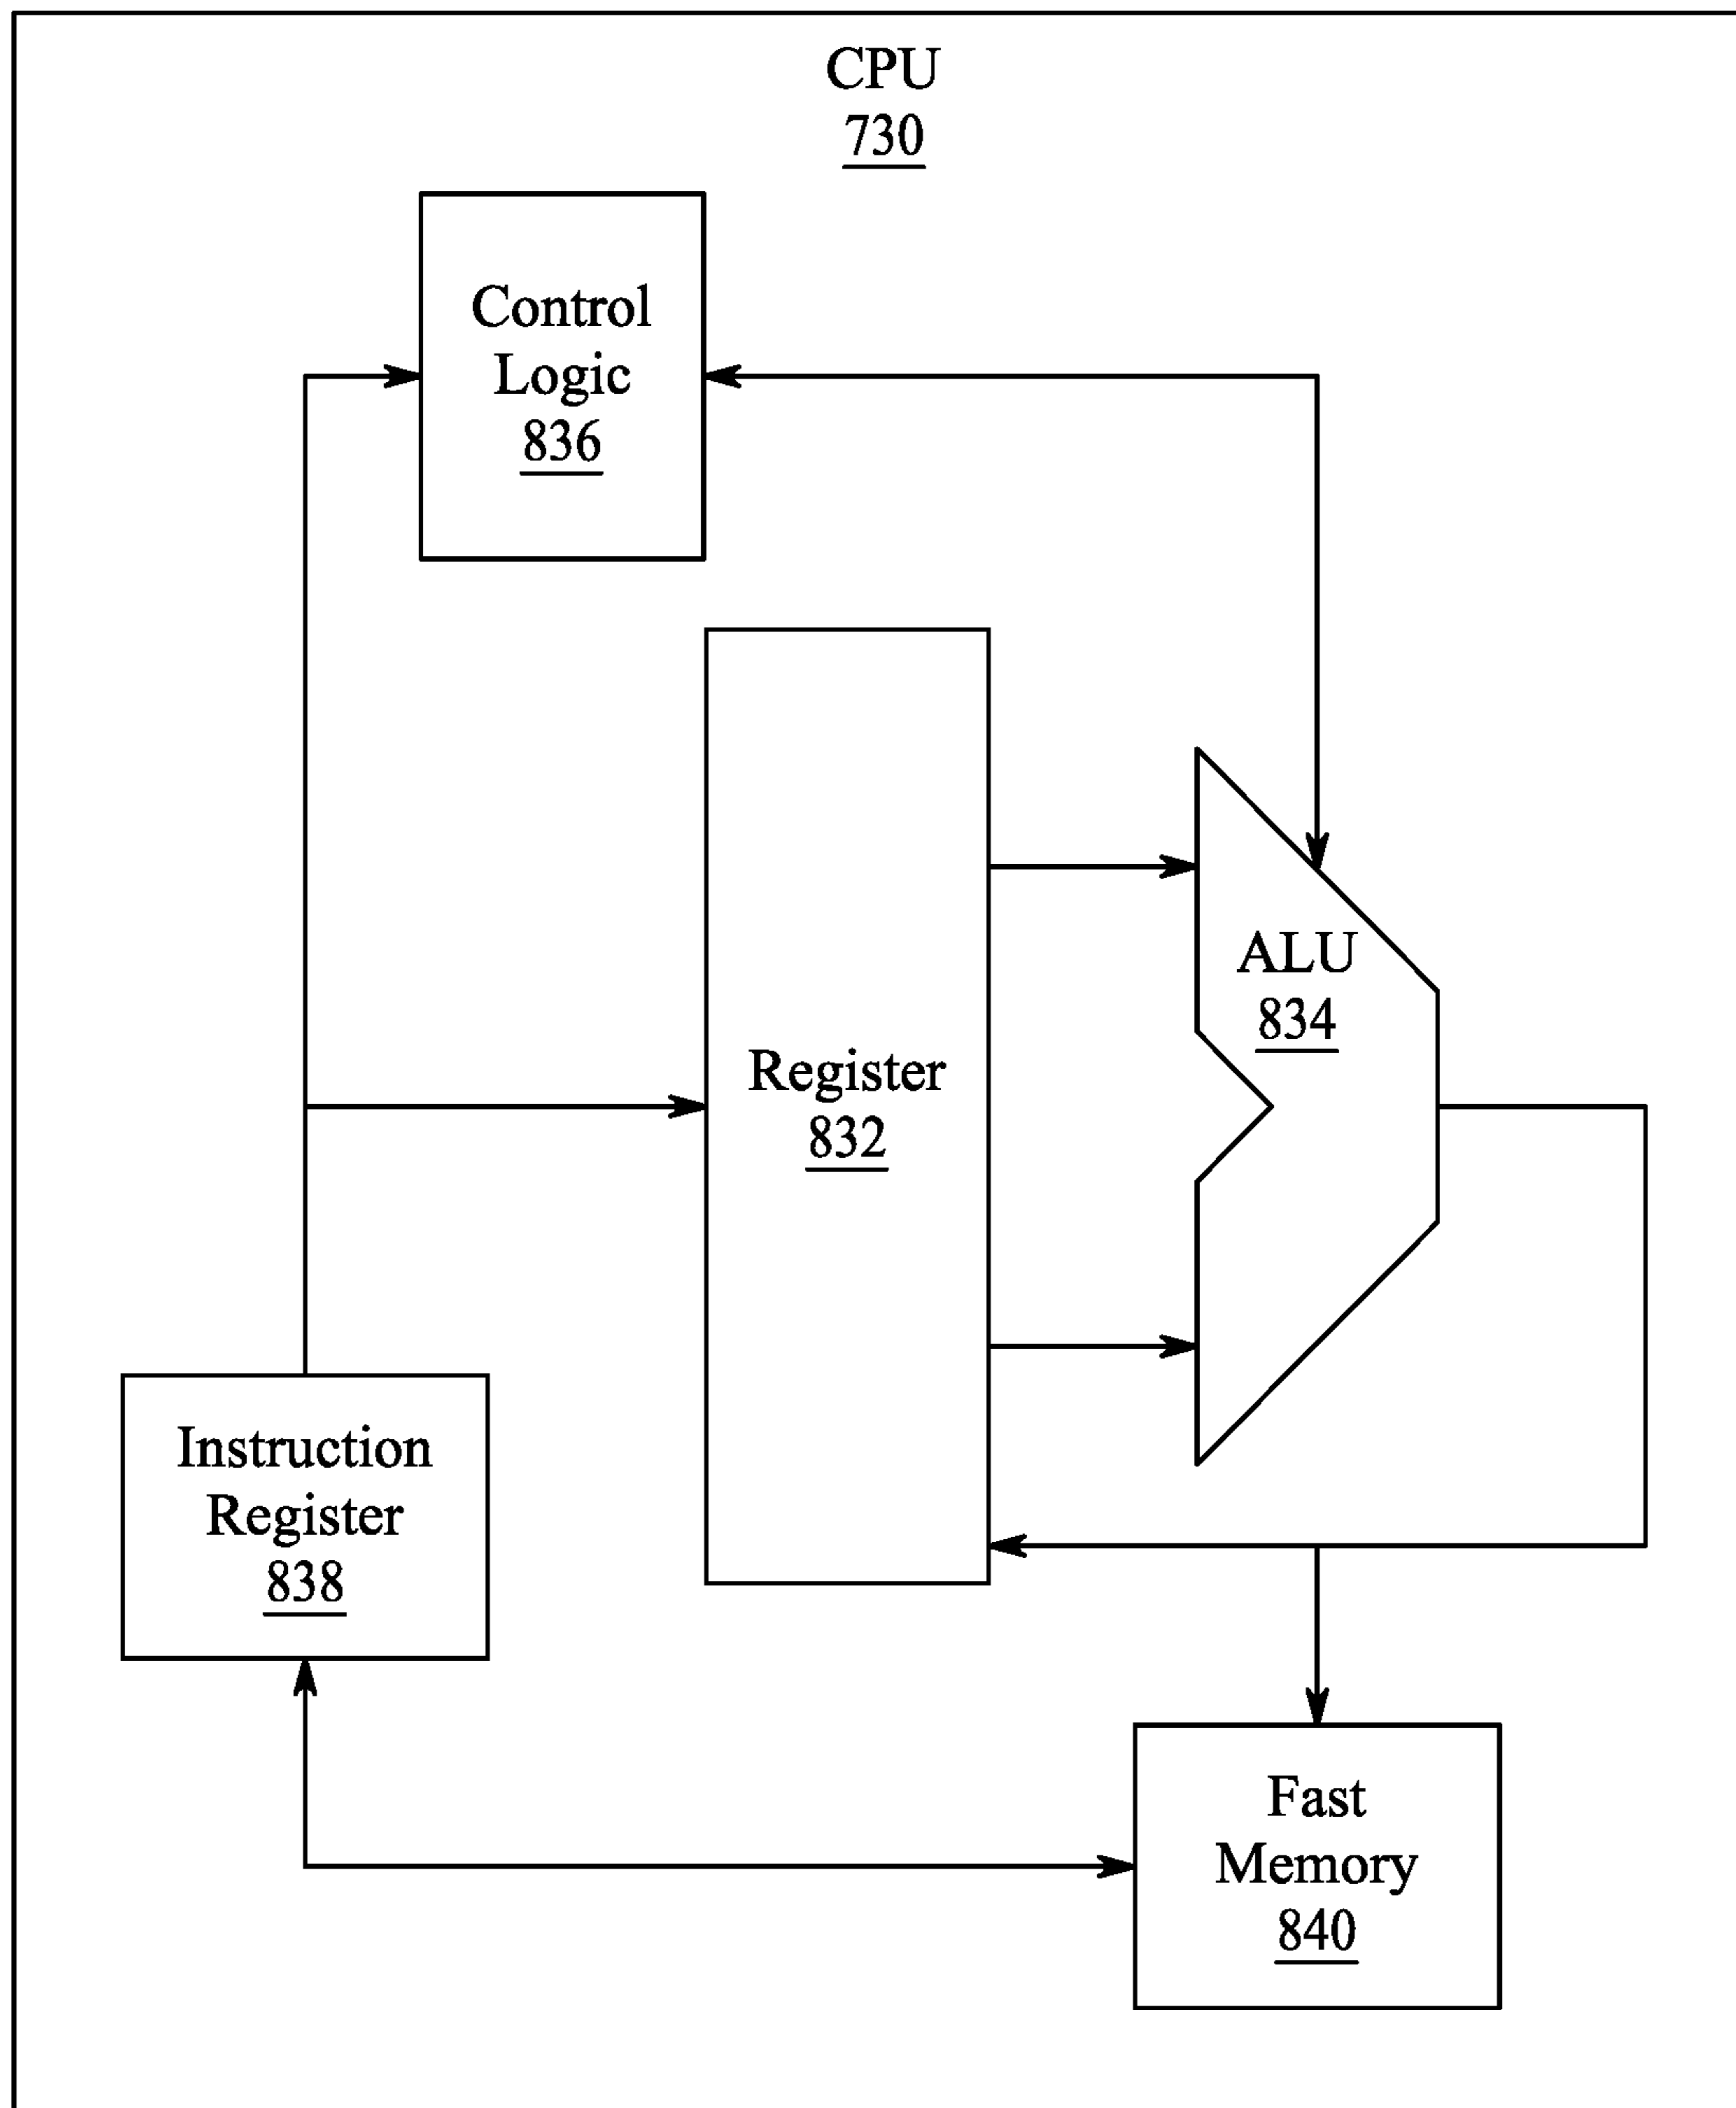 CPU
730
Control
Logic
836
ALU
834
Register
832
Instruction
Register
838
Fast
Memory
840